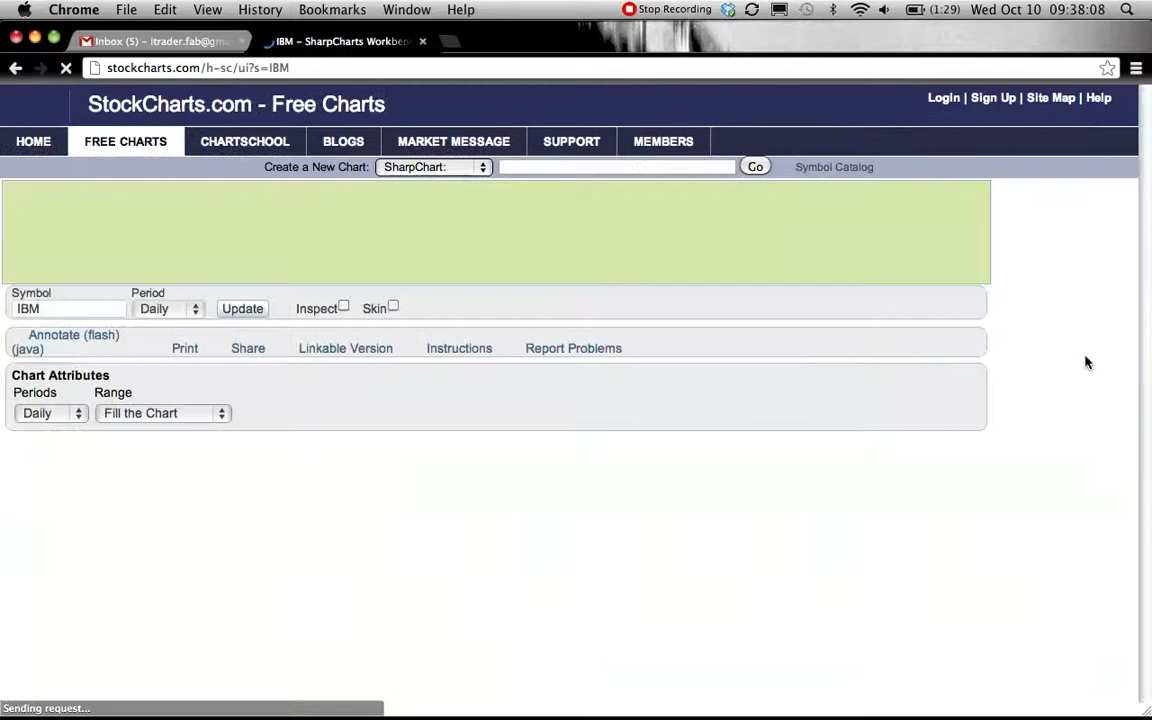 Chrome File Edit View History Bookmarks Window Help Stop Recording (1:29) Wed Oct 10 09:38:08
Inbox (5) – itrader.fab@gm
IBM – SharpCharts Workben
stockcharts.com/h-sc/ui?s=IBM
StockCharts.com - Free Charts
Login | Sign Up | Site Map | Help
HOME FREE CHARTS CHARTSCHOOL BLOGS MARKET MESSAGE SUPPORT MEMBERS
Create a New Chart: SharpChart: Go Symbol Catalog
Symbol Period
IBM Daily Update Inspect Skin
Annotate (flash)
(java) Print Share Linkable Version Instructions Report Problems
Chart Attributes
Periods Range
Daily Fill the Chart
Sending request...